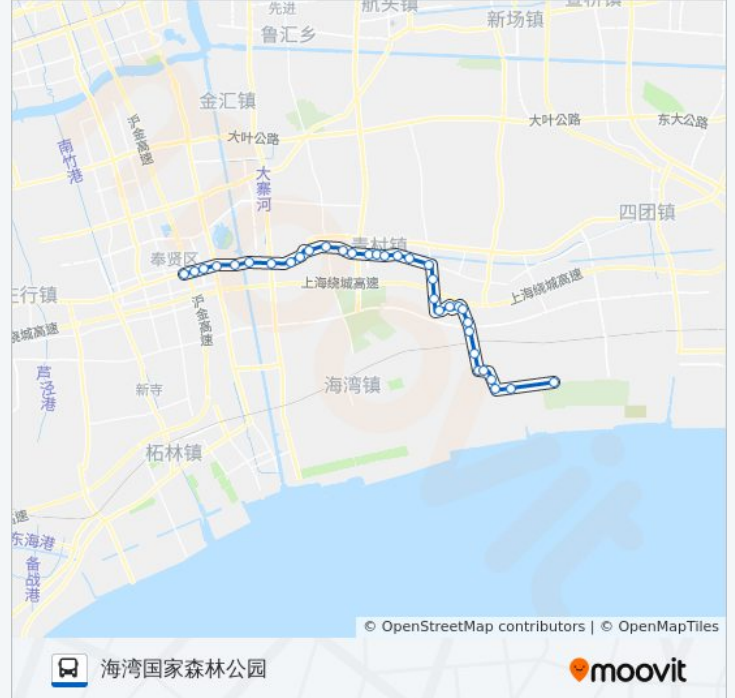 先进
航头镇
鲁汇乡
新场镇
金汇镇
沪金高速
大叶公路
大叶公路
东大公路
南竹港
大寨河
四团镇
青村镇
奉贤区
上海绕城高速
上海绕城高速
庄行镇
沪金高速
绕城高速
芦泾港
新寺
海湾镇
柘林镇
速
东海港
备战港
© OpenStreetMap contributors | © OpenMapTiles
海湾国家森林公园
moovit